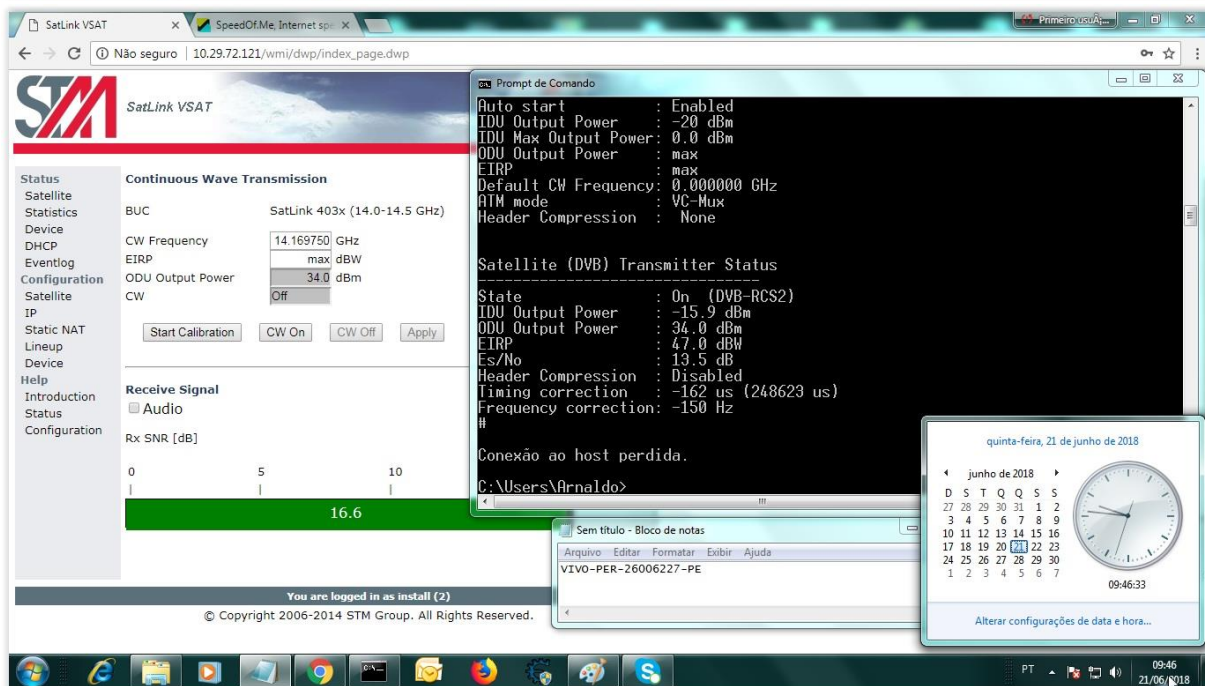 SatLink VSAT
SpeedOf.Me, Internet spe
Primeiro usuÃ¡...
Não seguro | 10.29.72.121/wmi/dwp/index_page.dwp
STM
SatLink VSAT
Status
Satellite
Statistics
Device
DHCP
Eventlog
Configuration
Satellite
IP
Static NAT
Lineup
Device
Help
Introduction
Status
Configuration
Continuous Wave Transmission
BUC SatLink 403x (14.0-14.5 GHz)
CW Frequency 14.169750 GHz
EIRP max dBW
ODU Output Power 34.0 dBm
CW Off
Start Calibration CW On CW Off Apply
Receive Signal
Audio
Rx SNR [dB]
0 5 10
16.6
You are logged in as install (2)
© Copyright 2006-2014 STM Group. All Rights Reserved.
Prompt de Comando
Auto start : Enabled
IDU Output Power : -20 dBm
IDU Max Output Power: 0.0 dBm
ODU Output Power : max
EIRP : max
Default CW Frequency: 0.000000 GHz
ATM mode : VC-Mux
Header Compression : None
Satellite (DVB) Transmitter Status
----------------------------------
State : On (DVB-RCS2)
IDU Output Power : -15.9 dBm
ODU Output Power : 34.0 dBm
EIRP : 47.0 dBW
Es/No : 13.5 dB
Header Compression : Disabled
Timing correction : -162 us (248623 us)
Frequency correction: -150 Hz
#
Conexão ao host perdida.
C:\Users\Arnaldo>
Sem título - Bloco de notas
Arquivo Editar Formatar Exibir Ajuda
VIVO-PER-26006227-PE
quinta-feira, 21 de junho de 2018
junho de 2018
D S T Q Q S S
27 28 29 30 31 1 2
3 4 5 6 7 8 9
10 11 12 13 14 15 16
17 18 19 20 21 22 23
24 25 26 27 28 29 30
1 2 3 4 5 6 7
09:46:33
Alterar configurações de data e hora...
PT
09:46
21/06/2018